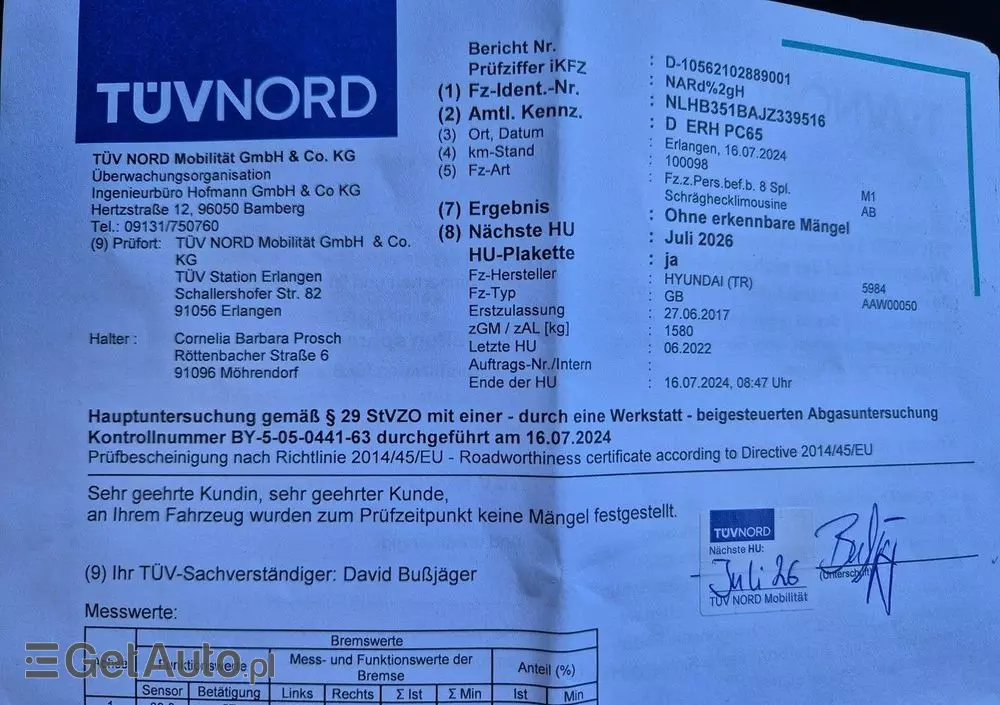 TÜVNORD
TÜV NORD Mobilität GmbH & Co. KG
Überwachungsorganisation
Ingenieurbüro Hofmann GmbH & Co KG
Hertzstraße 12, 96050 Bamberg
Tel.: 09131/750760
(9) Prüfort: TÜV NORD Mobilität GmbH & Co.
KG
TÜV Station Erlangen
Schallershofer Str. 82
91056 Erlangen
Halter : Cornelia Barbara Prosch
Röttenbacher Straße 6
91096 Möhrendorf
Bericht Nr. : D-10562102889001
Prüfziffer iKFZ : NARd%2gH
(1) Fz-Ident.-Nr. : NLHB351BAJZ339516
(2) Amtl. Kennz. : D ERH PC65
(3) Ort, Datum : Erlangen, 16.07.2024
(4) km-Stand : 100098
(5) Fz-Art : Fz.z.Pers.bef.b. 8 Spl. M1
Schräghecklimousine AB
(7) Ergebnis : Ohne erkennbare Mängel
(8) Nächste HU : Juli 2026
HU-Plakette : ja
Fz-Hersteller : HYUNDAI (TR) 5984
Fz-Typ : GB AAW00050
Erstzulassung : 27.06.2017
zGM / zAL [kg] : 1580
Letzte HU : 06.2022
Auftrags-Nr./Intern :
Ende der HU : 16.07.2024, 08:47 Uhr
Hauptuntersuchung gemäß § 29 StVZO mit einer - durch eine Werkstatt - beigesteuerten Abgasuntersuchung
Kontrollnummer BY-5-05-0441-63 durchgeführt am 16.07.2024
Prüfbescheinigung nach Richtlinie 2014/45/EU - Roadworthiness certificate according to Directive 2014/45/EU
Sehr geehrte Kundin, sehr geehrter Kunde,
an Ihrem Fahrzeug wurden zum Prüfzeitpunkt keine Mängel festgestellt.
TÜVNORD
Nächste HU:
Juli 26
TÜV NORD Mobilität
(Unterschrift)
(9) Ihr TÜV-Sachverständiger: David Bußjäger
Messwerte:
Bremswerte
Achse Funktionswerte Mess- und Funktionswerte der Bremse Anteil (%)
Sensor Betätigung Links Rechts Σ Ist Σ Min Ist Min
GetAuto.pl